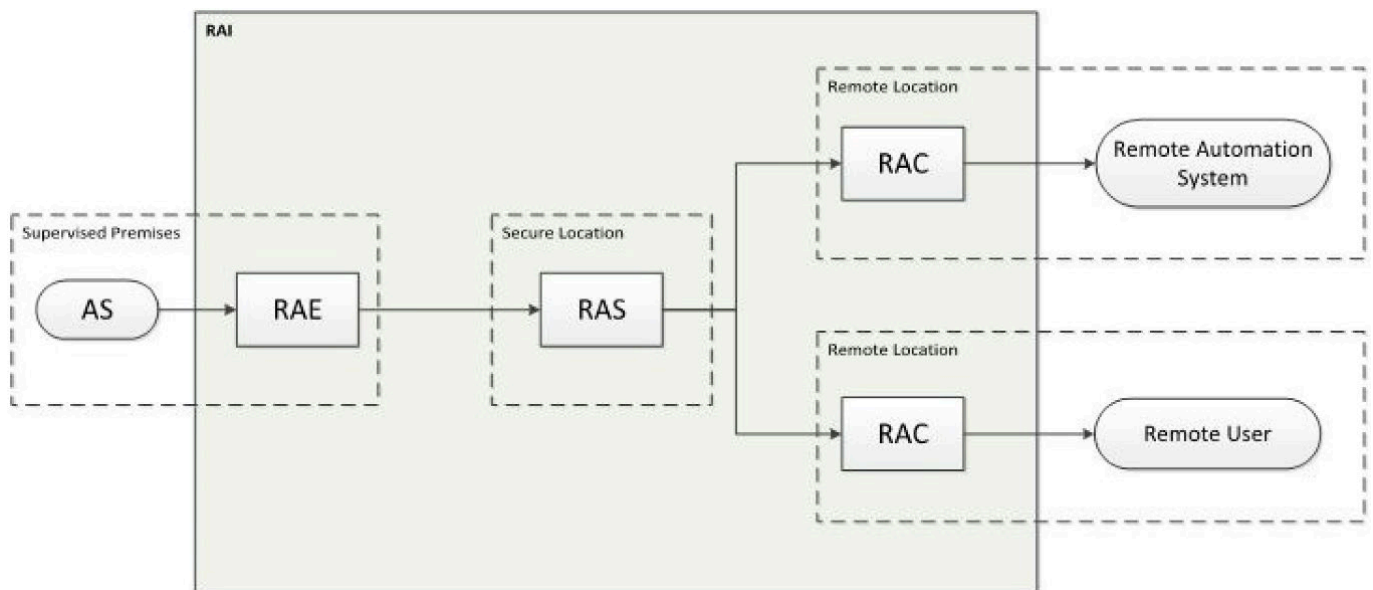 RAI
Remote Location
RAC
Remote Automation
System
Supervised Premises
AS
RAE
Secure Location
RAS
Remote Location
RAC
Remote User